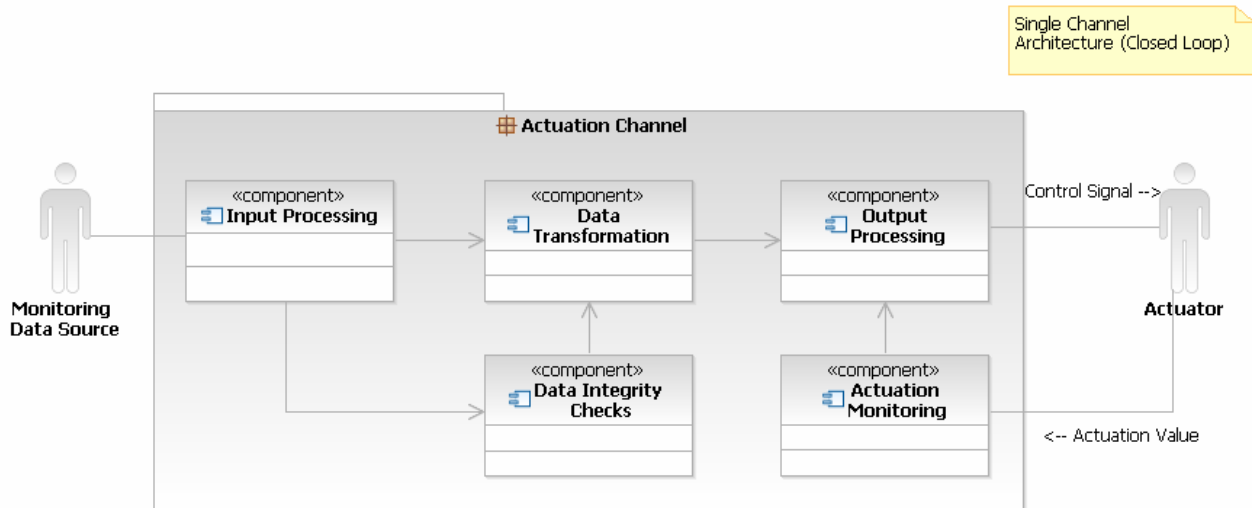 Single Channel
Architecture (Closed Loop)
Actuation Channel
«component»
Input Processing
«component»
Data
Transformation
«component»
Output
Processing
Control Signal -->
Monitoring
Data Source
Actuator
«component»
Data Integrity
Checks
«component»
Actuation
Monitoring
<-- Actuation Value